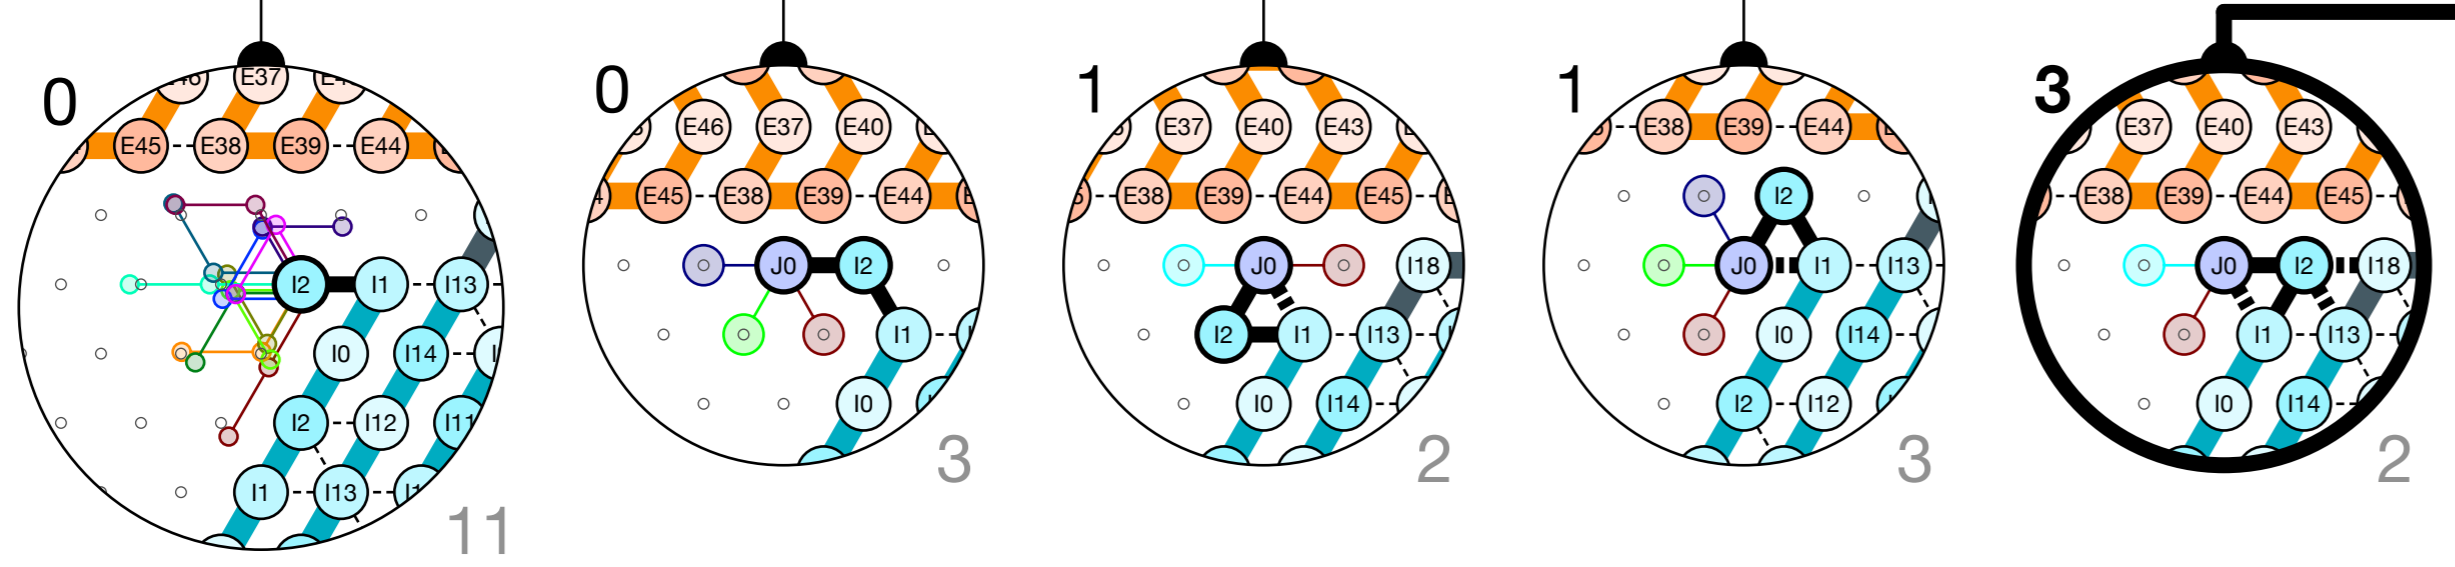 0
E37
E45 E38 E39 E44
I2 I1 I13
I0 I14
I2 I12 I11
I1 I13
11
0
E46 E37 E40
E45 E38 E39 E44
J0 I2
I1
I0
3
1
E37 E40 E43
E38 E39 E44 E45
J0 I18
I2 I1 I13
I0 I14
2
1
E38 E39 E44
I2
J0 I1 I13
I0 I14
I2 I12
3
3
E37 E40 E43
E38 E39 E44 E45
J0 I2 I18
I1 I13
I0 I14
2